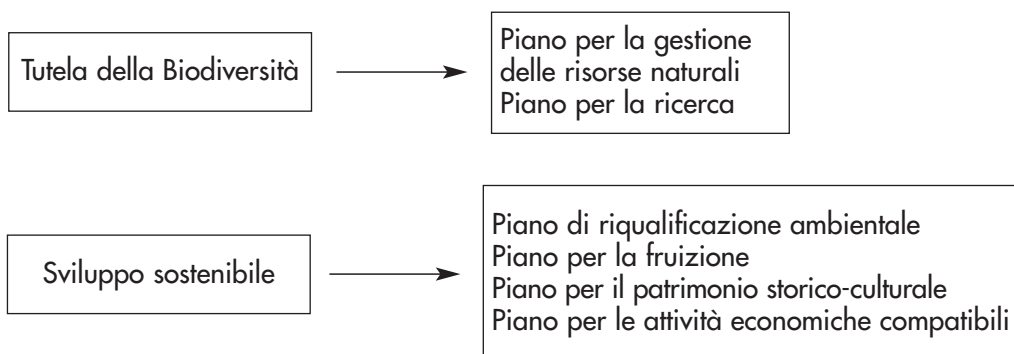 Tutela della Biodiversità
Piano per la gestione
delle risorse naturali
Piano per la ricerca
Sviluppo sostenibile
Piano di riqualificazione ambientale
Piano per la fruizione
Piano per il patrimonio storico-culturale
Piano per le attività economiche compatibili